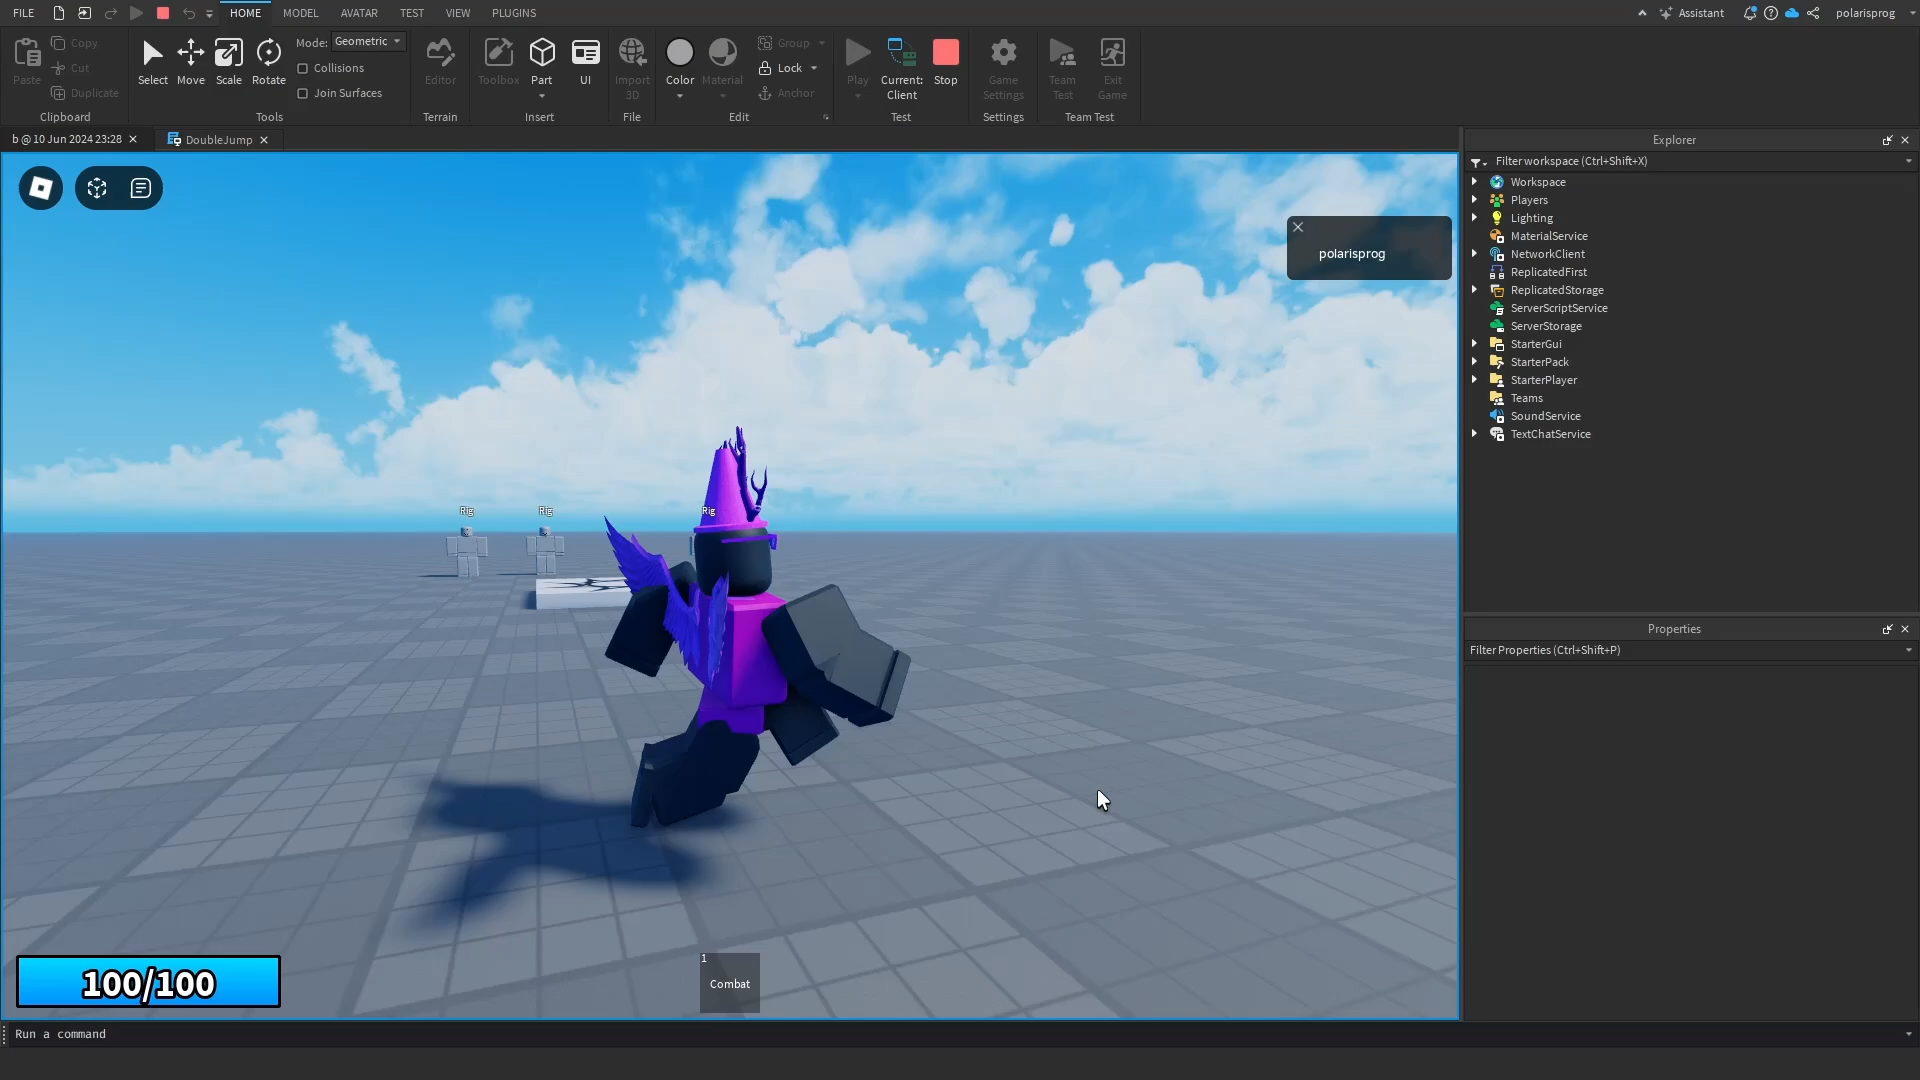 FILE
HOME
MODEL
AVATAR
TEST
VIEW
PLUGINS
Assistant
polarisprog
Paste
Copy
Cut
Duplicate
Clipboard
Select
Move
Scale
Rotate
Mode: Geometric
Collisions
Join Surfaces
Tools
Editor
Terrain
Toolbox
Part
UI
Insert
Import
3D
File
Color
Material
Group
Lock
Anchor
Edit
Play
Current:
Client
Stop
Test
Game
Settings
Settings
Team
Test
Exit
Game
Team Test
b @ 10 Jun 2024 23:28
DoubleJump
polarisprog
Rig
Rig
Rig
100/100
1
Combat
Run a command
Explorer
Filter workspace (Ctrl+Shift+X)
Workspace
Players
Lighting
MaterialService
NetworkClient
ReplicatedFirst
ReplicatedStorage
ServerScriptService
ServerStorage
StarterGui
StarterPack
StarterPlayer
Teams
SoundService
TextChatService
Properties
Filter Properties (Ctrl+Shift+P)